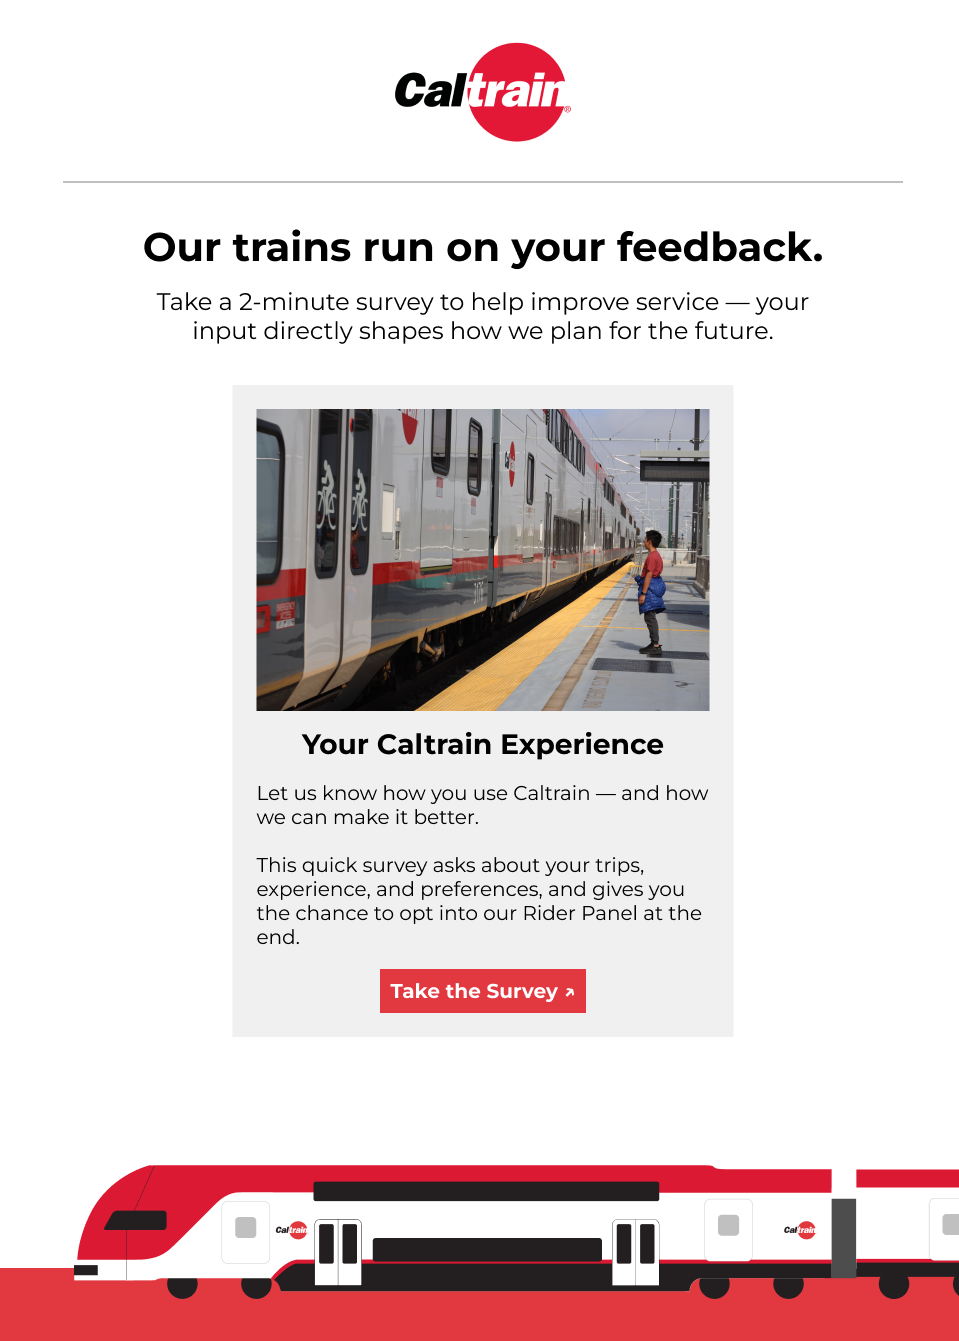 Caltrain®
Our trains run on your feedback.
Take a 2-minute survey to help improve service — your
input directly shapes how we plan for the future.
Your Caltrain Experience
Let us know how you use Caltrain — and how
we can make it better.
This quick survey asks about your trips,
experience, and preferences, and gives you
the chance to opt into our Rider Panel at the
end.
Take the Survey ↗
Caltrain
Caltrain